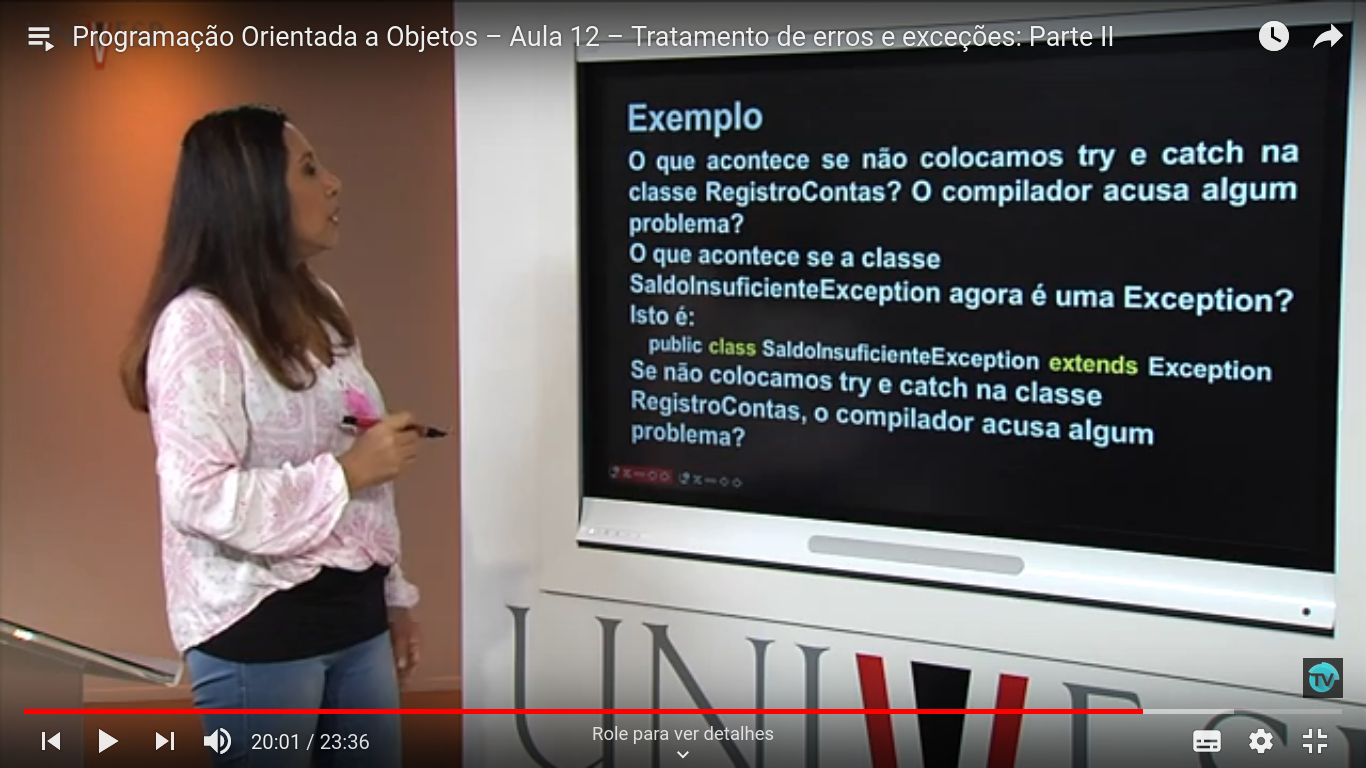 Programação Orientada a Objetos – Aula 12 – Tratamento de erros e exceções: Parte II
Exemplo
O que acontece se não colocamos try e catch na
classe RegistroContas? O compilador acusa algum
problema?
O que acontece se a classe
SaldoInsuficienteException agora é uma Exception?
Isto é:
public class SaldoInsuficienteException extends Exception
Se não colocamos try e catch na classe
RegistroContas, o compilador acusa algum
problema?
TV
UNIVES
20:01 / 23:36
Role para ver detalhes